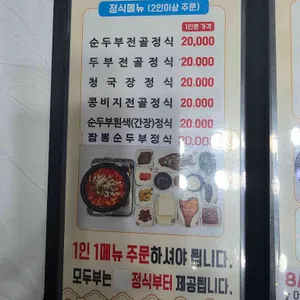 정식메뉴 (2인이상 주문)
1인분 가격
순두부전골정식 20,000
두부전골정식 20,000
청국장정식 20,000
콩비지전골정식 20,000
순두부흰색(간장)정식 20,000
짬뽕순두부정식 20,000
1인 1메뉴 주문하셔야 됩니다.
모두부는 정식부터 제공됩니다.